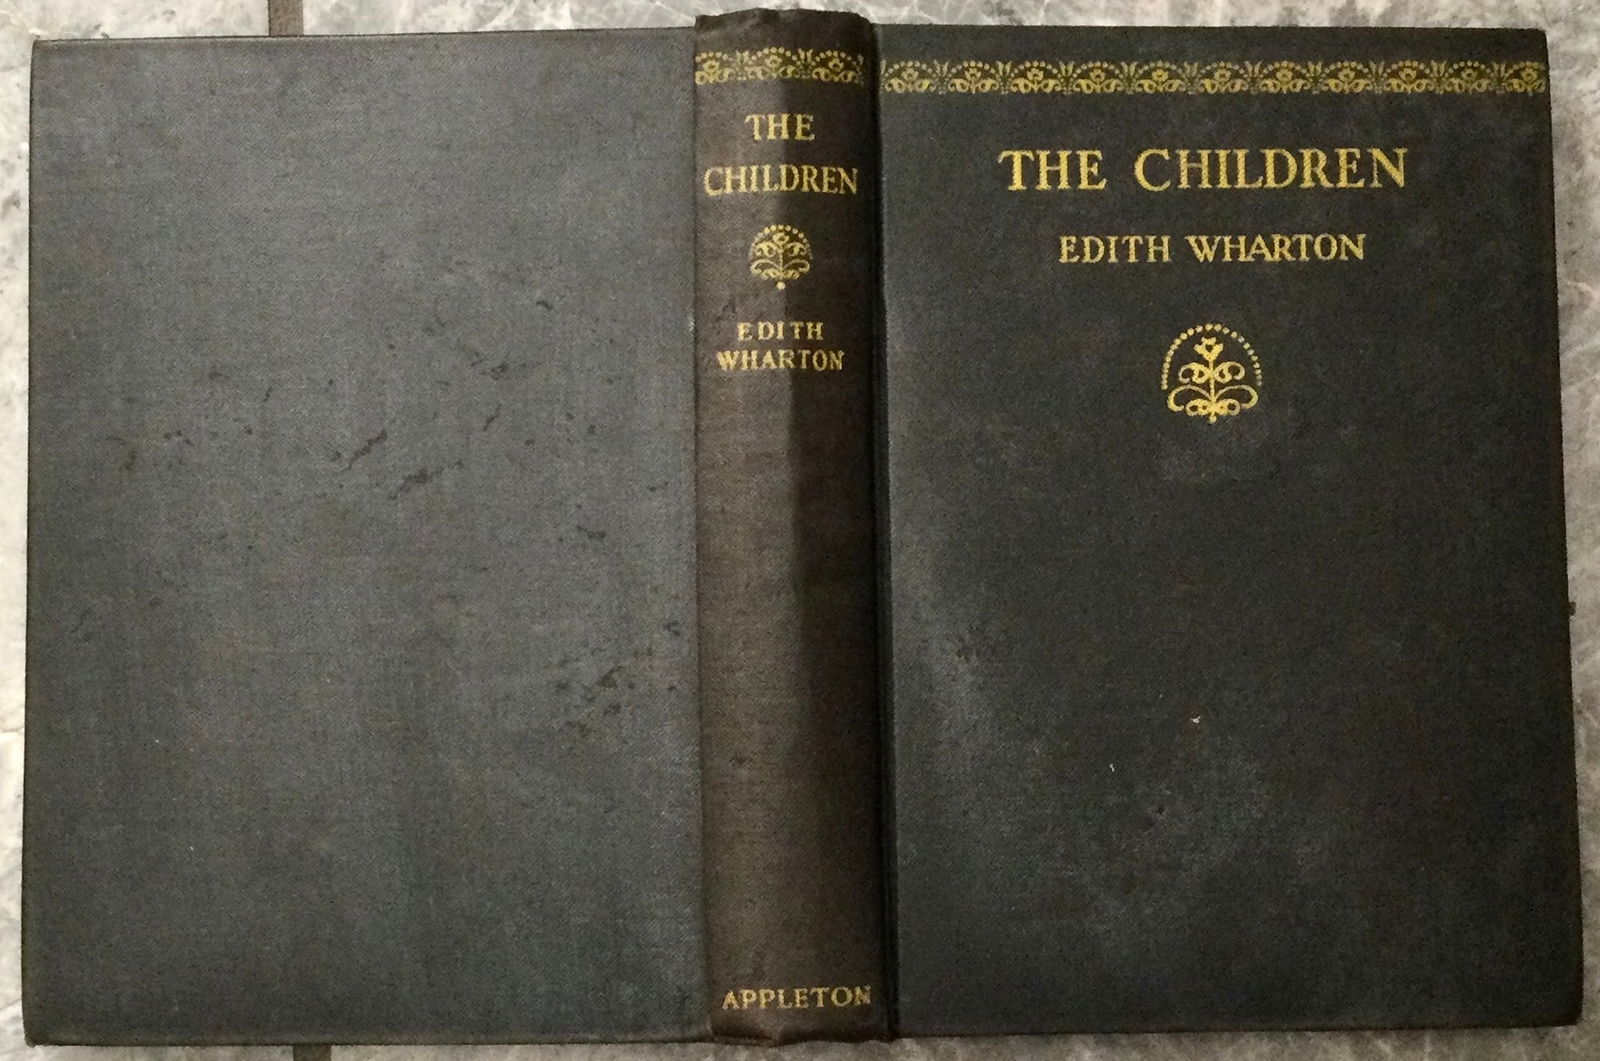 THE
CHILDREN
EDITH
WHARTON
APPLETON
THE CHILDREN
EDITH WHARTON